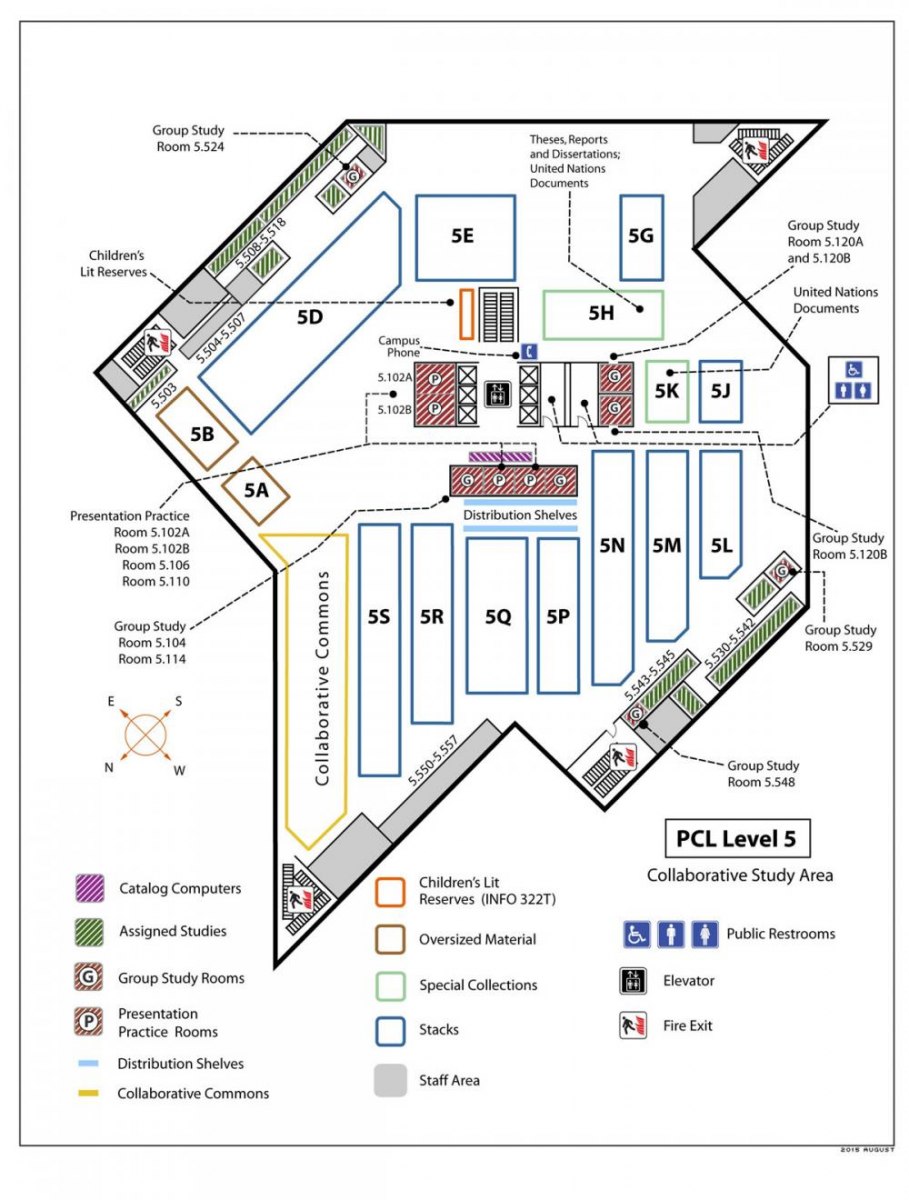 Group Study
Room 5.524
Theses, Reports
and Dissertations;
United Nations
Documents
G
5.508-5.518
5E
5G
Group Study
Room 5.120A
and 5.120B
Children's
Lit Reserves
5D
5H
United Nations
Documents
5.504-5.507
Campus
Phone
5.102A
P
5.102B
P
G
G
5K
5J
5.503
5B
5A
G
P
P
G
Distribution Shelves
Presentation Practice
Room 5.102A
Room 5.102B
Room 5.106
Room 5.110
5N
5M
5L
Group Study
Room 5.120B
G
Group Study
Room 5.104
Room 5.114
Collaborative Commons
5S
5R
5Q
5P
5.530-5.542
Group Study
Room 5.529
5.543-5.545
G
E
S
N
W
5.550-5.557
Group Study
Room 5.548
PCL Level 5
Collaborative Study Area
Catalog Computers
Assigned Studies
G
Group Study Rooms
P
Presentation
Practice Rooms
Distribution Shelves
Collaborative Commons
Children's Lit
Reserves (INFO 322T)
Oversized Material
Special Collections
Stacks
Staff Area
Public Restrooms
Elevator
Fire Exit
2015 AUGUST